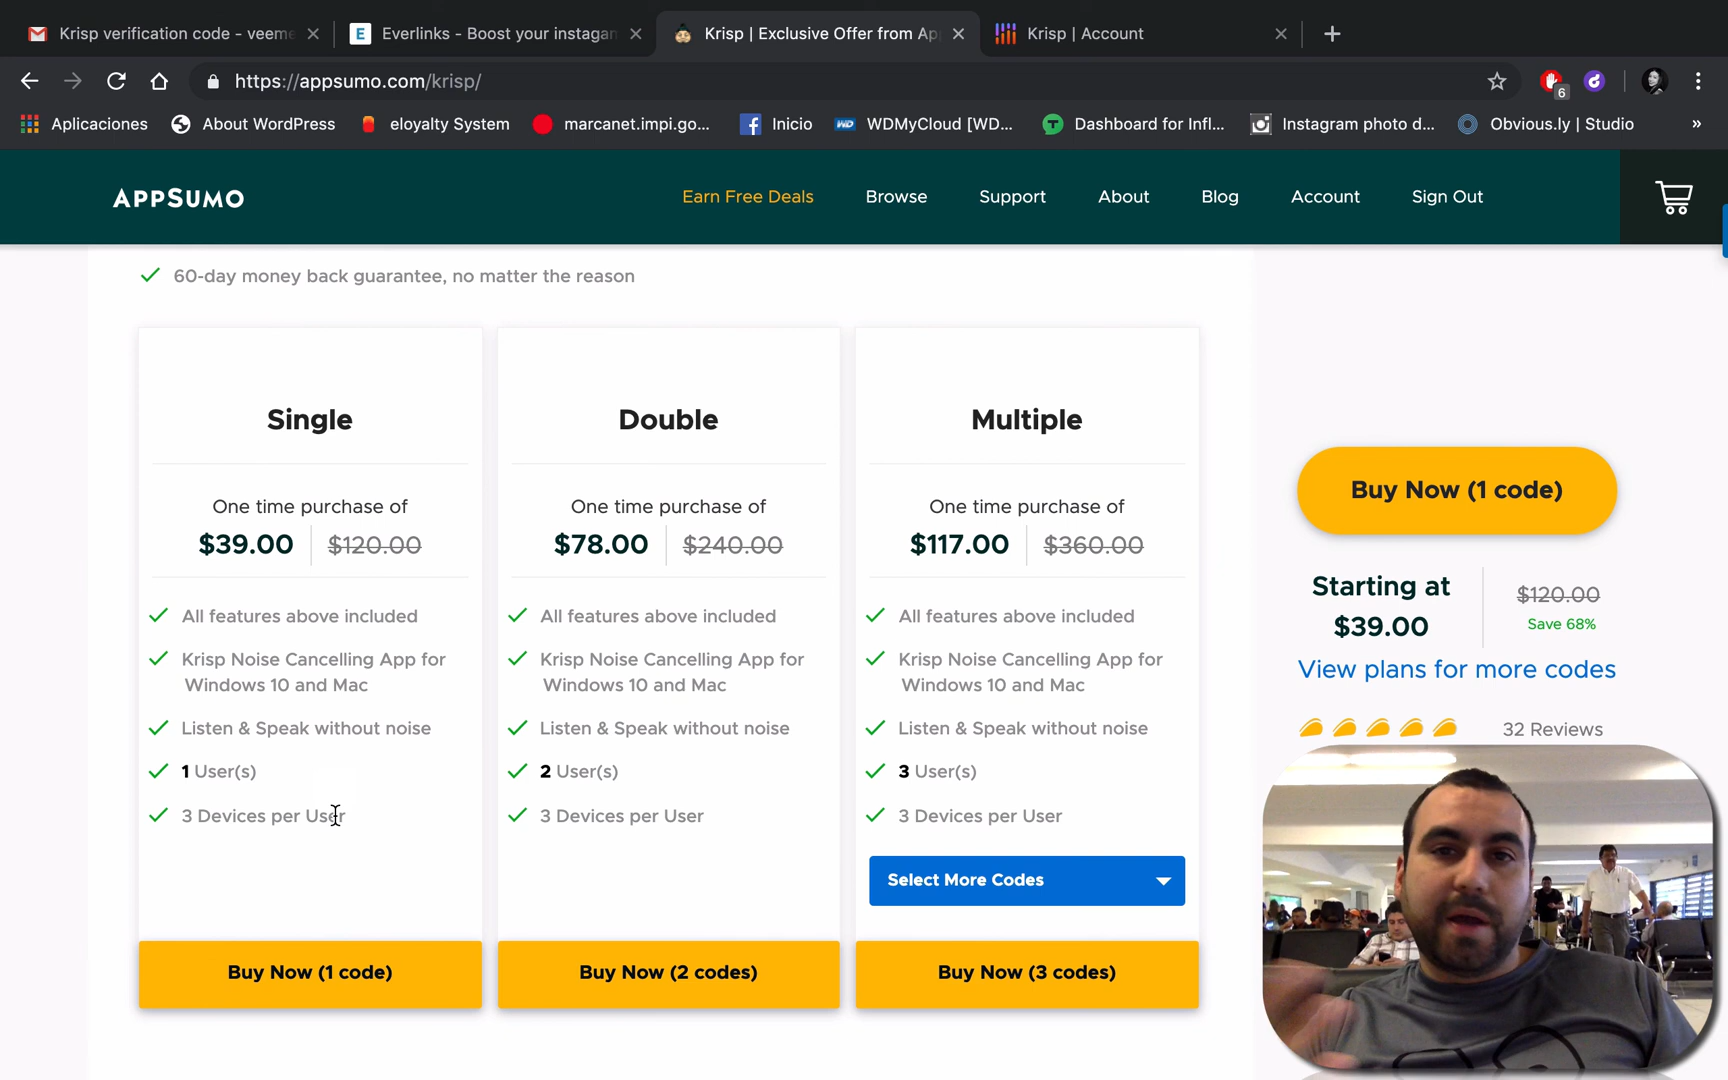 Krisp verification code - veeme
Everlinks - Boost your instagam
Krisp | Exclusive Offer from Ap
Krisp | Account
https://appsumo.com/krisp/
6
Aplicaciones
About WordPress
eloyalty System
marcanet.impi.go...
Inicio
WD
WDMyCloud [WD...
Dashboard for Infl...
Instagram photo d...
Obvious.ly | Studio
»
APPSUMO
Earn Free Deals
Browse
Support
About
Blog
Account
Sign Out
60-day money back guarantee, no matter the reason
Single
One time purchase of
$39.00 $120.00
All features above included
Krisp Noise Cancelling App for
Windows 10 and Mac
Listen & Speak without noise
1 User(s)
3 Devices per User
Buy Now (1 code)
Double
One time purchase of
$78.00 $240.00
All features above included
Krisp Noise Cancelling App for
Windows 10 and Mac
Listen & Speak without noise
2 User(s)
3 Devices per User
Buy Now (2 codes)
Multiple
One time purchase of
$117.00 $360.00
All features above included
Krisp Noise Cancelling App for
Windows 10 and Mac
Listen & Speak without noise
3 User(s)
3 Devices per User
Select More Codes
Buy Now (3 codes)
Buy Now (1 code)
Starting at
$39.00
$120.00
Save 68%
View plans for more codes
32 Reviews